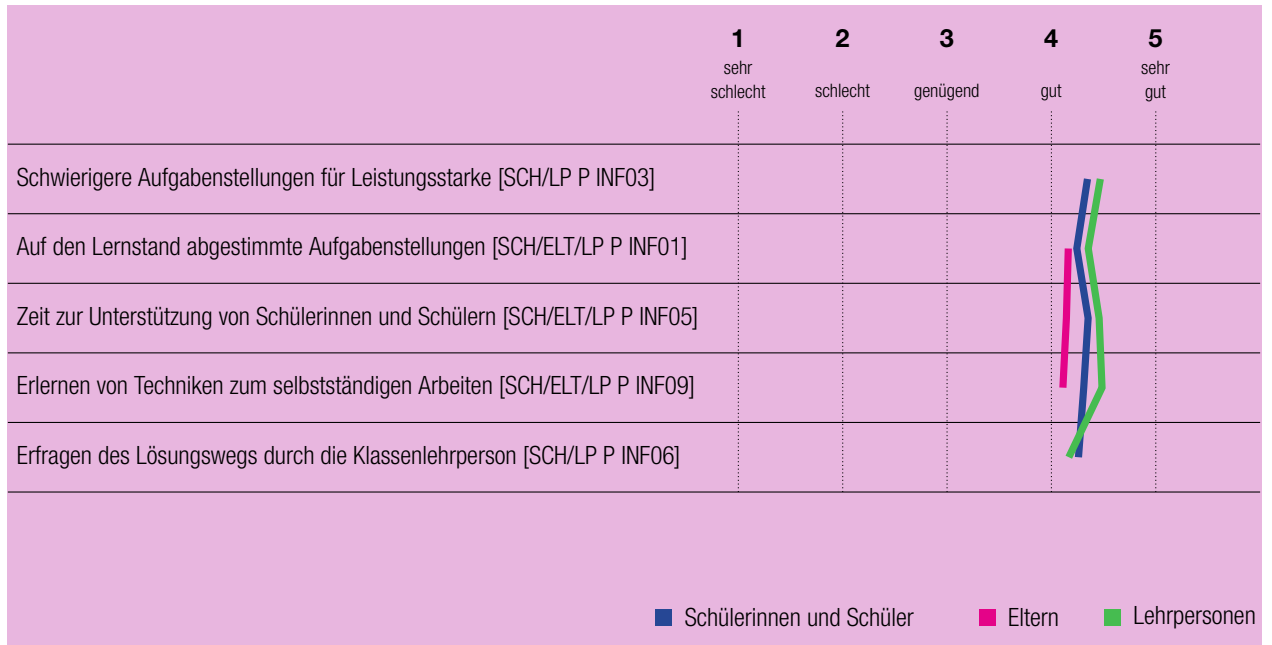 1 2 3 4 5
sehr schlecht schlecht genügend gut sehr gut
Schwierigere Aufgabenstellungen für Leistungsstarke [SCH/LP P INF03]
Auf den Lernstand abgestimmte Aufgabenstellungen [SCH/ELT/LP P INF01]
Zeit zur Unterstützung von Schülerinnen und Schülern [SCH/ELT/LP P INF05]
Erlernen von Techniken zum selbstständigen Arbeiten [SCH/ELT/LP P INF09]
Erfragen des Lösungswegs durch die Klassenlehrperson [SCH/LP P INF06]
Schülerinnen und Schüler Eltern Lehrpersonen